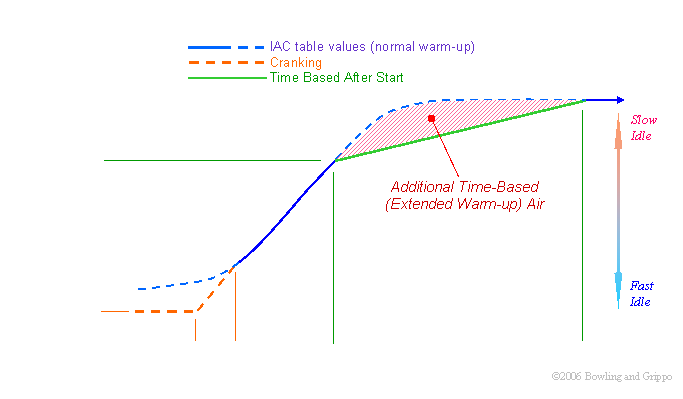 IAC table values (normal warm-up)
Cranking
Time Based After Start
Slow
Idle
Additional Time-Based
(Extended Warm-up) Air
Fast
Idle
©2006 Bowling and Grippo